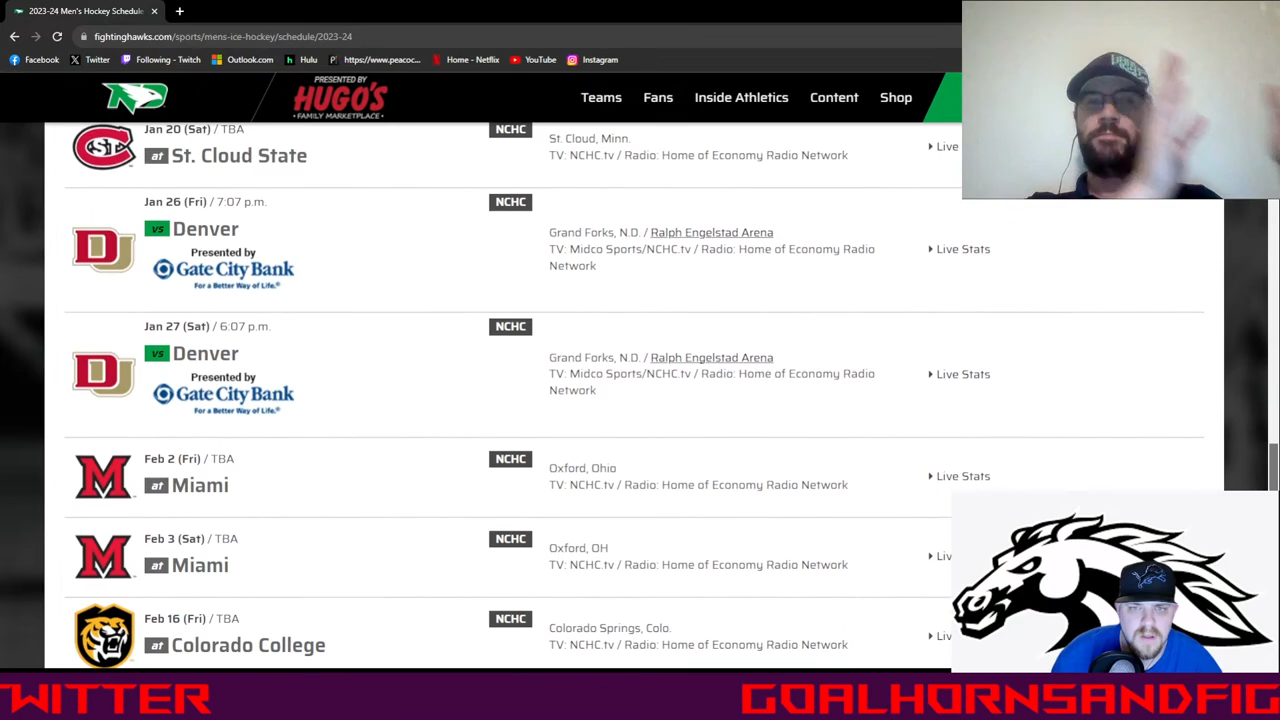 2023-24 Men's Hockey Schedule
fightinghawks.com/sports/mens-ice-hockey/schedule/2023-24
Facebook Twitter Following - Twitch Outlook.com Hulu https://www.peacoc... Home - Netflix YouTube Instagram
PRESENTED BY
HUGO'S
FAMILY MARKETPLACE
Teams Fans Inside Athletics Content Shop
Jan 20 (Sat) / TBA
at St. Cloud State
NCHC
St. Cloud, Minn.
TV: NCHC.tv / Radio: Home of Economy Radio Network
Live
Jan 26 (Fri) / 7:07 p.m.
vs Denver
Presented by
Gate City Bank
For a Better Way of Life.®
NCHC
Grand Forks, N.D. / Ralph Engelstad Arena
TV: Midco Sports/NCHC.tv / Radio: Home of Economy Radio
Network
Live Stats
Jan 27 (Sat) / 6:07 p.m.
vs Denver
Presented by
Gate City Bank
For a Better Way of Life.®
NCHC
Grand Forks, N.D. / Ralph Engelstad Arena
TV: Midco Sports/NCHC.tv / Radio: Home of Economy Radio
Network
Live Stats
Feb 2 (Fri) / TBA
at Miami
NCHC
Oxford, Ohio
TV: NCHC.tv / Radio: Home of Economy Radio Network
Live Stats
Feb 3 (Sat) / TBA
at Miami
NCHC
Oxford, OH
TV: NCHC.tv / Radio: Home of Economy Radio Network
Liv
Feb 16 (Fri) / TBA
at Colorado College
NCHC
Colorado Springs, Colo.
TV: NCHC.tv / Radio: Home of Economy Radio Network
Liv
WITTER GOALHORNSANDFIG